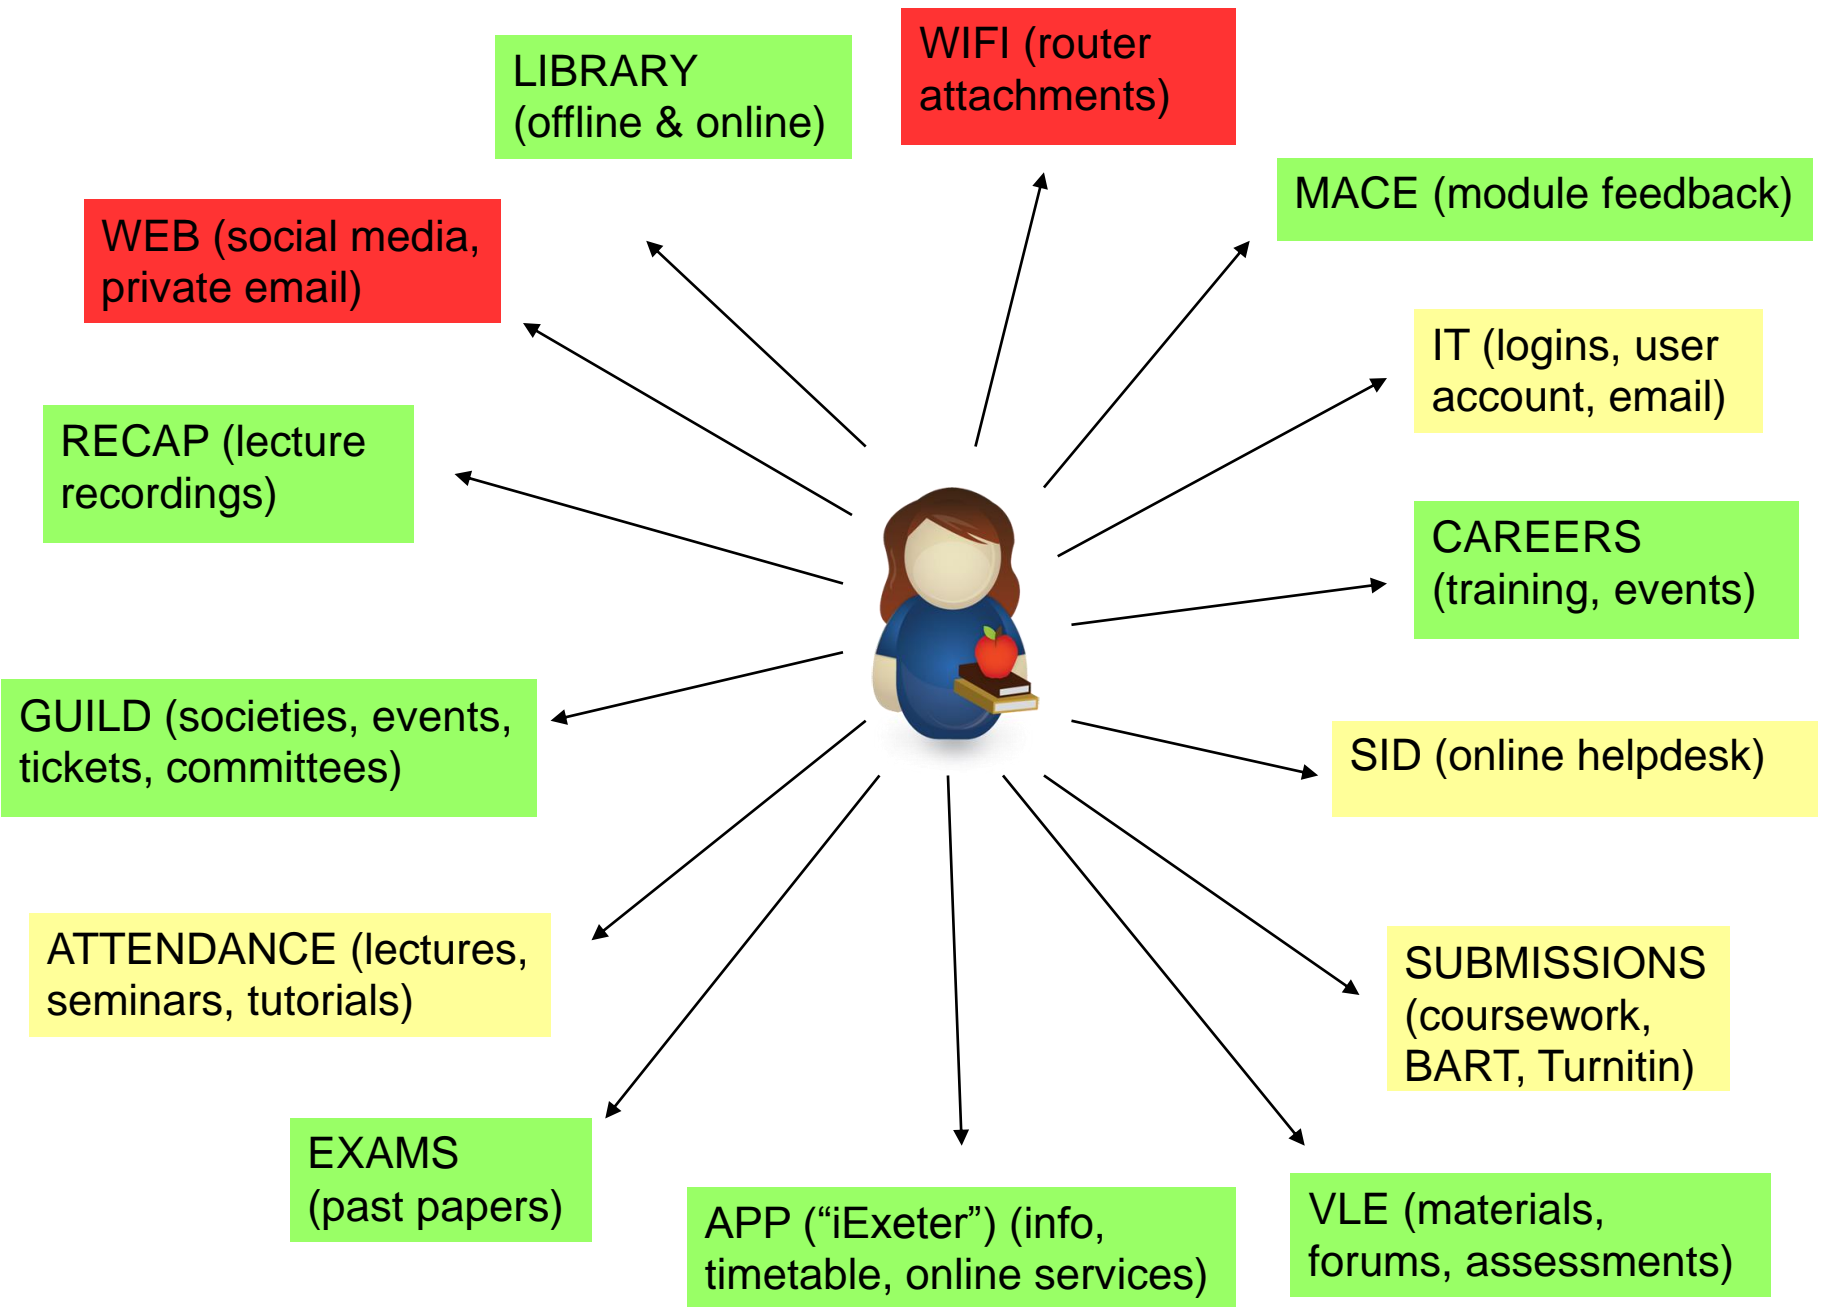 LIBRARY
(offline & online)
WIFI (router
attachments)
MACE (module feedback)
WEB (social media,
private email)
IT (logins, user
account, email)
RECAP (lecture
recordings)
CAREERS
(training, events)
GUILD (societies, events,
tickets, committees)
SID (online helpdesk)
ATTENDANCE (lectures,
seminars, tutorials)
SUBMISSIONS
(coursework,
BART, Turnitin)
EXAMS
(past papers)
APP (“iExeter”) (info,
timetable, online services)
VLE (materials,
forums, assessments)